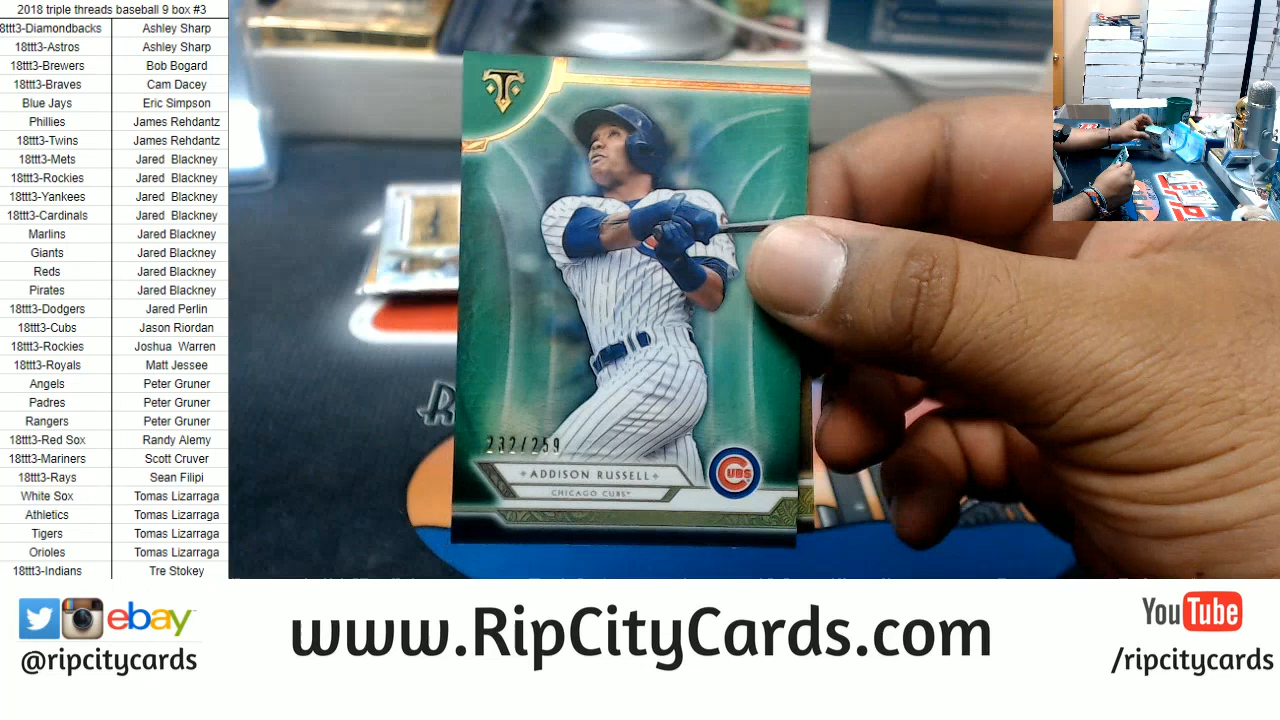 2018 triple threads baseball 9 box #3
8ttt3-Diamondbacks Ashley Sharp
18ttt3-Astros Ashley Sharp
18ttt3-Brewers Bob Bogard
18ttt3-Braves Cam Dacey
Blue Jays Eric Simpson
Phillies James Rehdantz
18ttt3-Twins James Rehdantz
18ttt3-Mets Jared Blackney
18ttt3-Rockies Jared Blackney
18ttt3-Yankees Jared Blackney
18ttt3-Cardinals Jared Blackney
Marlins Jared Blackney
Giants Jared Blackney
Reds Jared Blackney
Pirates Jared Blackney
18ttt3-Dodgers Jared Perlin
18ttt3-Cubs Jason Riordan
18ttt3-Rockies Joshua Warren
18ttt3-Royals Matt Jessee
Angels Peter Gruner
Padres Peter Gruner
Rangers Peter Gruner
18ttt3-Red Sox Randy Alemy
18ttt3-Mariners Scott Cruver
18ttt3-Rays Sean Filipi
White Sox Tomas Lizarraga
Athletics Tomas Lizarraga
Tigers Tomas Lizarraga
Orioles Tomas Lizarraga
18ttt3-Indians Tre Stokey
T
232/259
ADDISON RUSSELL
CHICAGO CUBS
CUBS
ebay
@ripcitycards
www.RipCityCards.com
YouTube
/ripcitycards